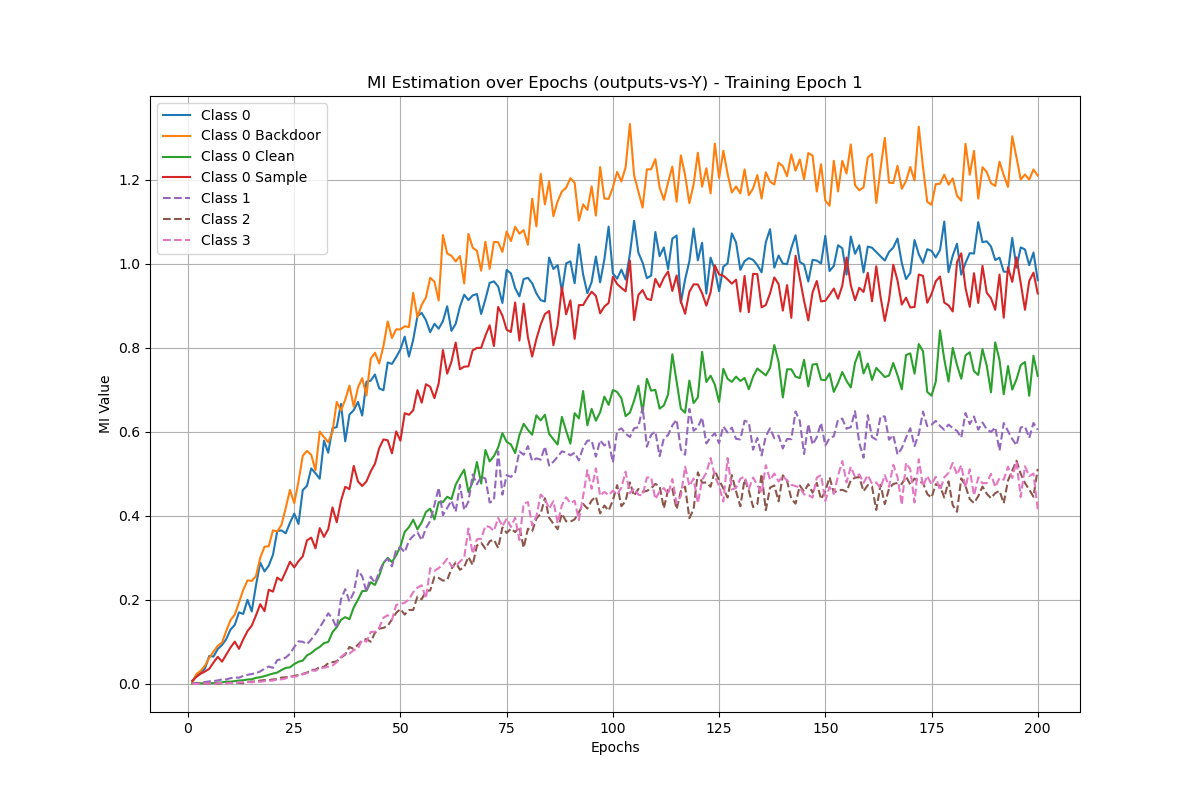 MI Estimation over Epochs (outputs-vs-Y) - Training Epoch 1
Class 0
Class 0 Backdoor
Class 0 Clean
Class 0 Sample
Class 1
Class 2
Class 3
MI Value
1.2
1.0
0.8
0.6
0.4
0.2
0.0
0 25 50 75 100 125 150 175 200
Epochs